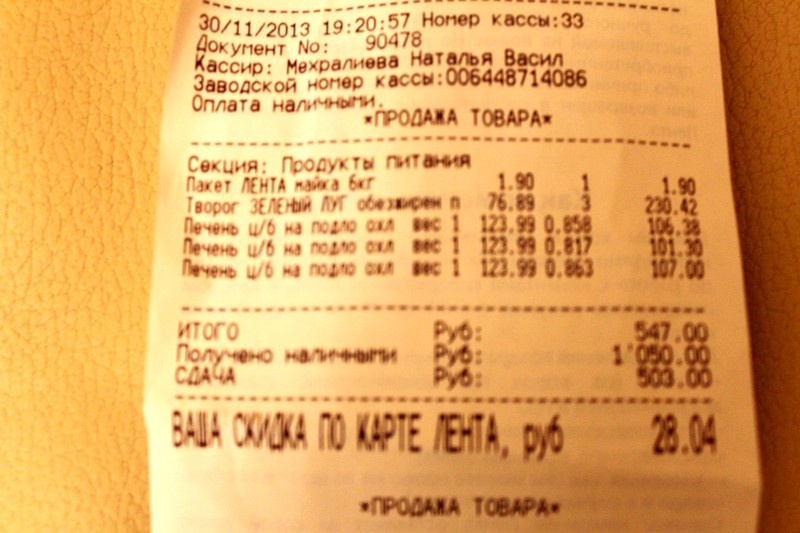 30/11/2013 19:20:57 Номер кассы:33
Документ No: 90478
Кассир: Мехралиева Наталья Васил
Заводской номер кассы:006448714086
Оплата наличными.
*ПРОДАЖА ТОВАРА*
Секция: Продукты питания
Пакет ЛЕНТА майка 6кг 1.90 1 1.90
Творог ЗЕЛЕНЫЙ ЛУГ обезжирен п 76.89 3 230.42
Печень ц/б на подло охл вес 1 123.99 0.858 106.38
Печень ц/б на подло охл вес 1 123.99 0.817 101.30
Печень ц/б на подло охл вес 1 123.99 0.863 107.00
ИТОГО Руб: 547.00
Получено наличными Руб: 1'050.00
СДАЧА Руб: 503.00
ВАША СКИДКА ПО КАРТЕ ЛЕНТА, руб 28.04
*ПРОДАЖА ТОВАРА*